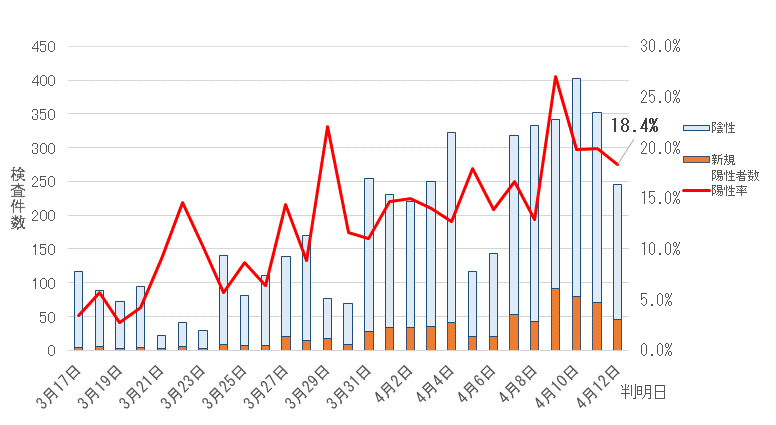 450
400
350
300
250
200
150
100
50
0
検査件数
30.0%
25.0%
20.0%
15.0%
10.0%
5.0%
0.0%
18.4%
陰性
新規
陽性者数
陽性率
3月17日
3月19日
3月21日
3月23日
3月25日
3月27日
3月29日
3月31日
4月2日
4月4日
4月6日
4月8日
4月10日
4月12日
判明日